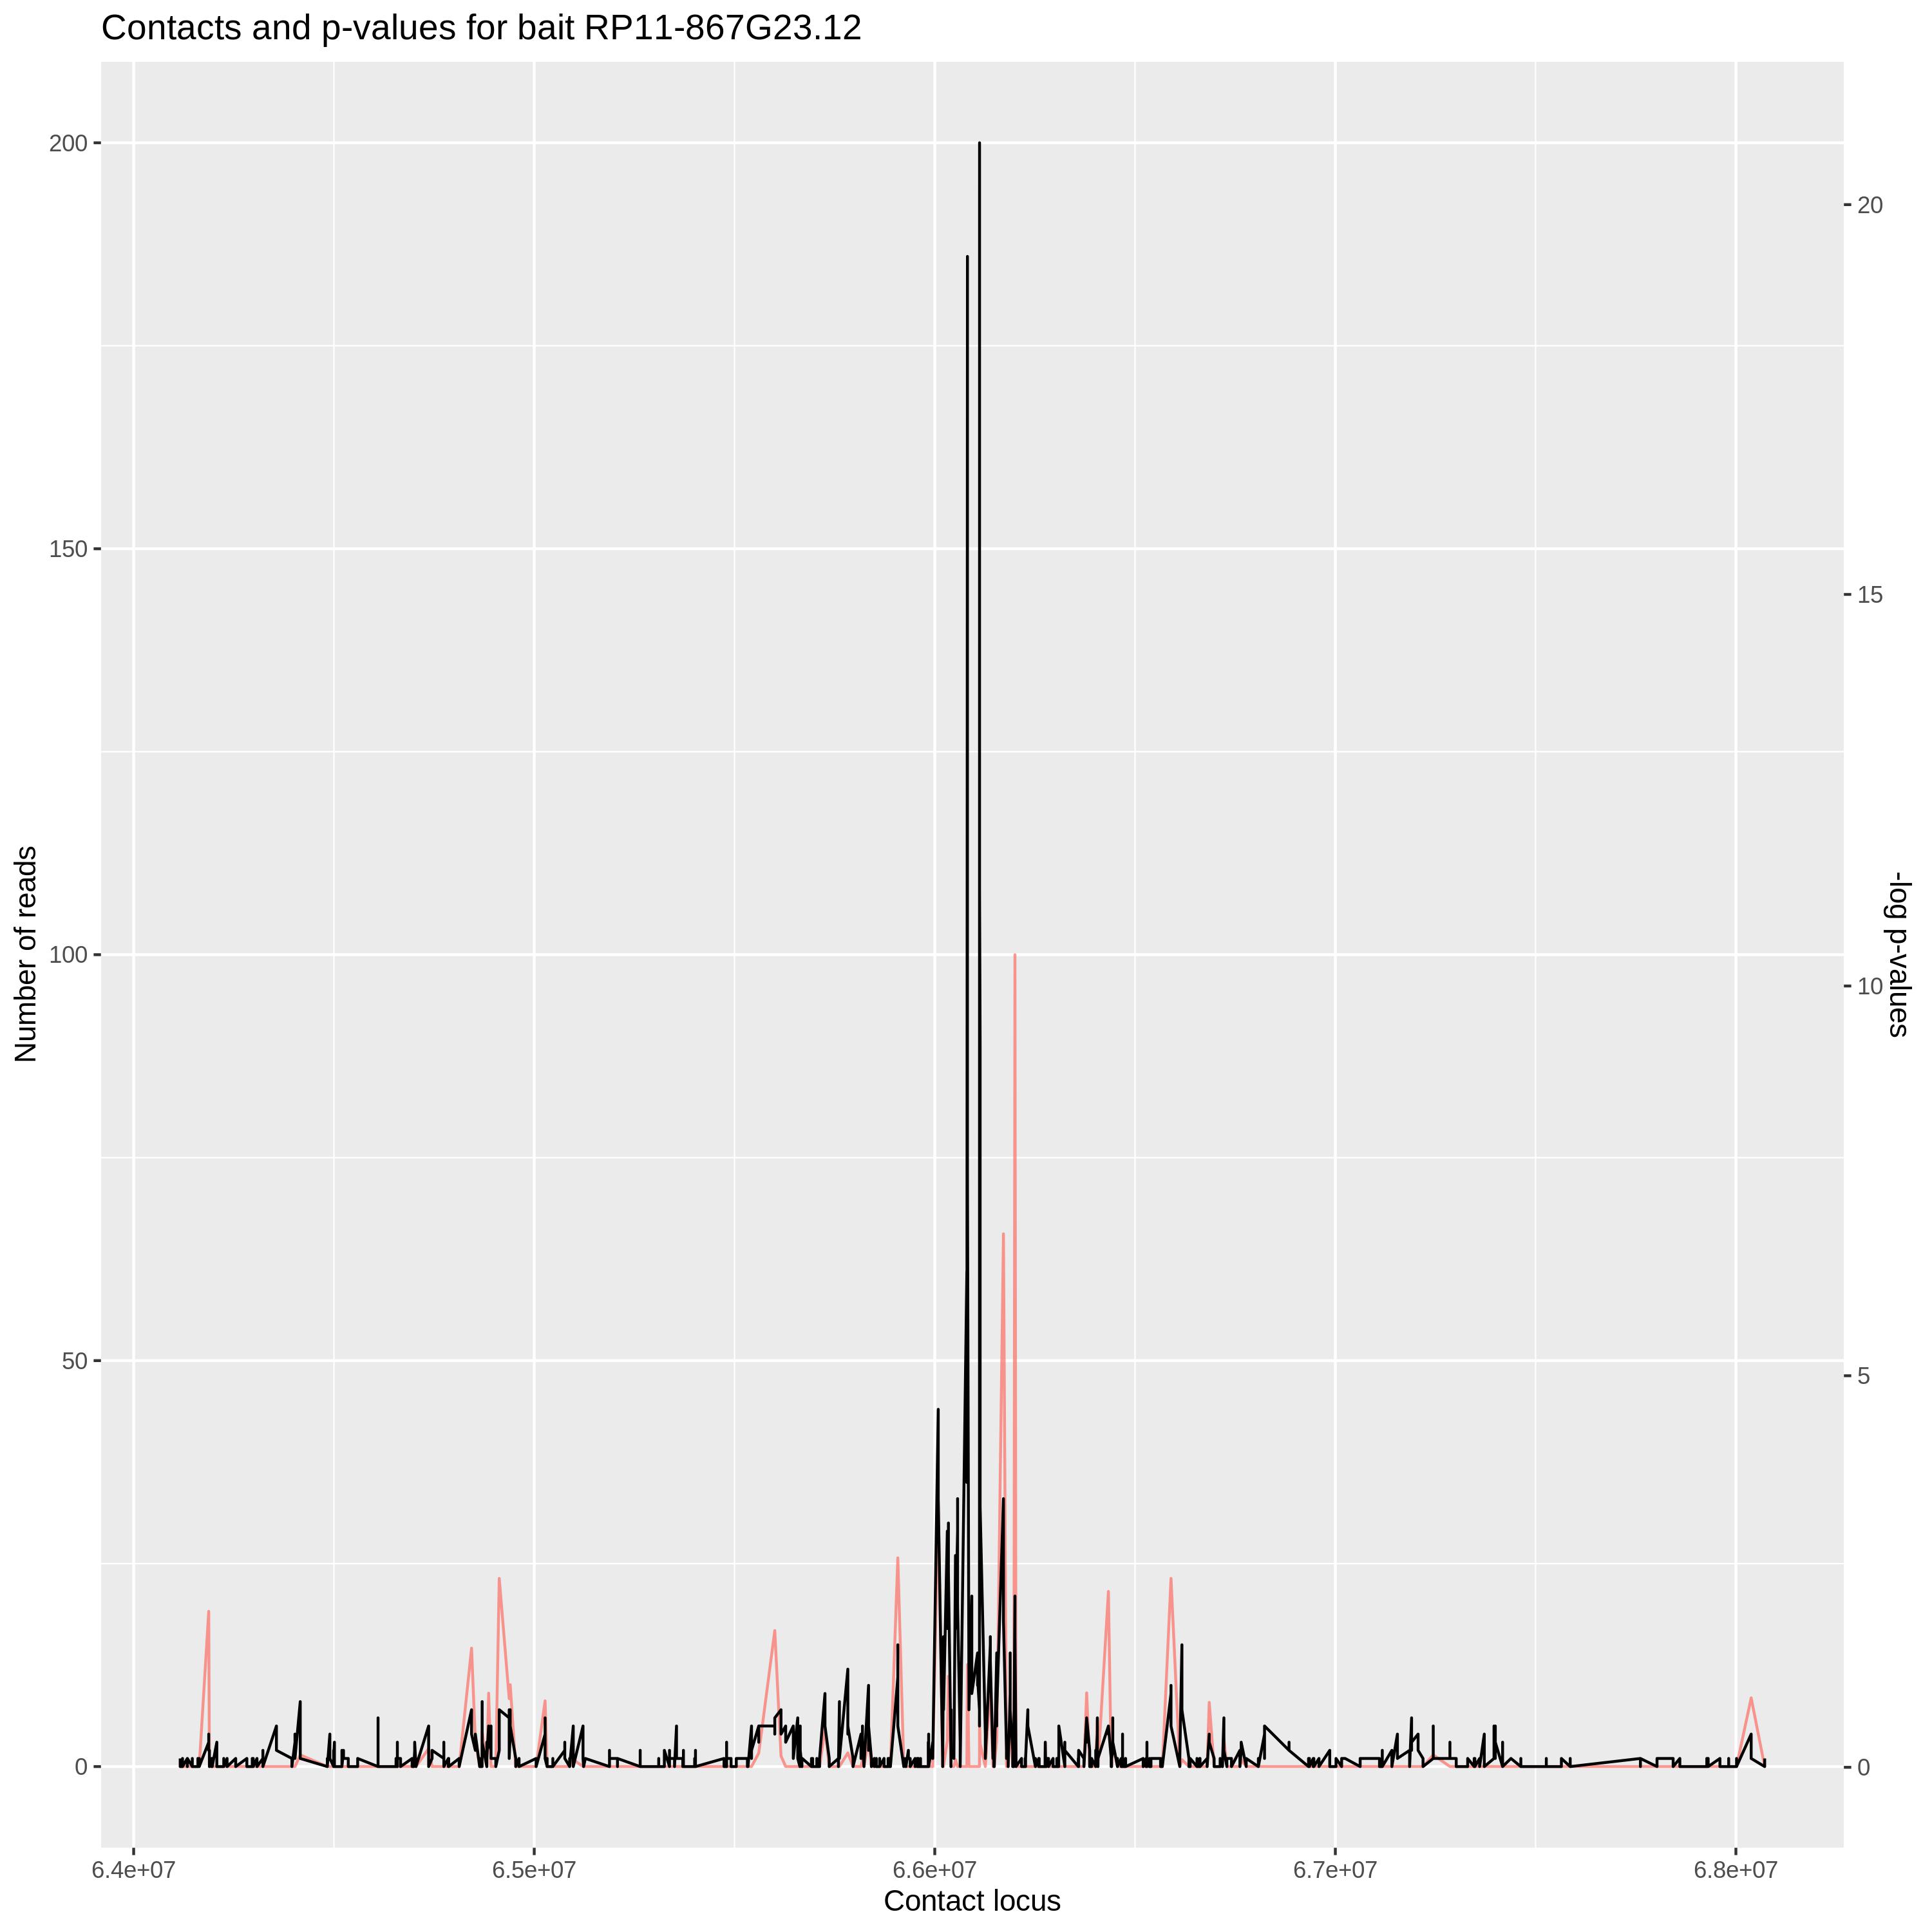 Contacts and p-values for bait RP11-867G23.12
200
150
100
50
0
Number of reads
20
15
10
5
0
-log p-values
6.4e+07
6.5e+07
6.6e+07
6.7e+07
6.8e+07
Contact locus